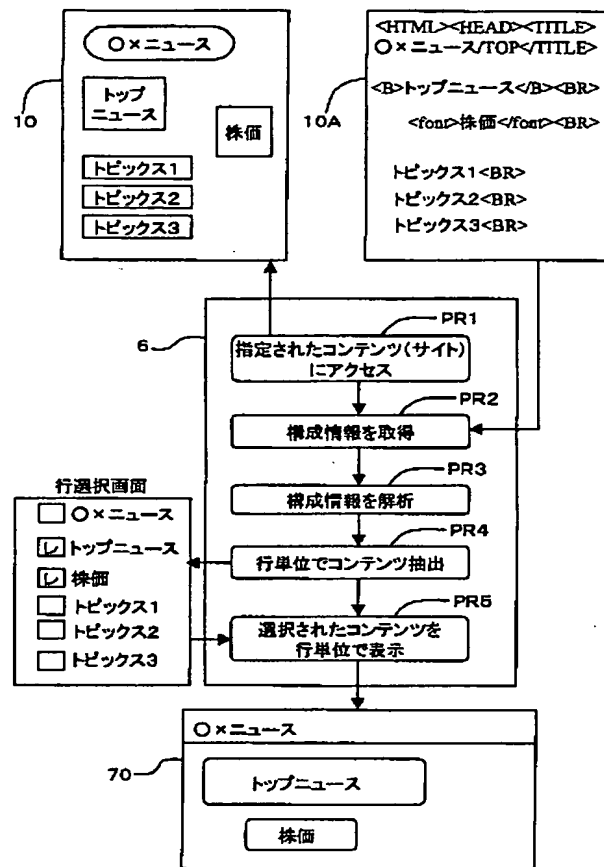 ○×ニュース
トップ
ニュース
株価
トピックス1
トピックス2
トピックス3
10
<HTML><HEAD><TITLE>
○×ニュース/TOP</TITLE>
<B>トップニュース</B><BR>
<font>株価</font><BR>
トピックス1<BR>
トピックス2<BR>
トピックス3<BR>
10A
6
PR1
指定されたコンテンツ(サイト)
にアクセス
PR2
構成情報を取得
PR3
構成情報を解析
PR4
行単位でコンテンツ抽出
PR5
選択されたコンテンツを
行単位で表示
行選択画面
○×ニュース
レ トップニュース
レ 株価
トピックス1
トピックス2
トピックス3
○×ニュース
70
トップニュース
株価